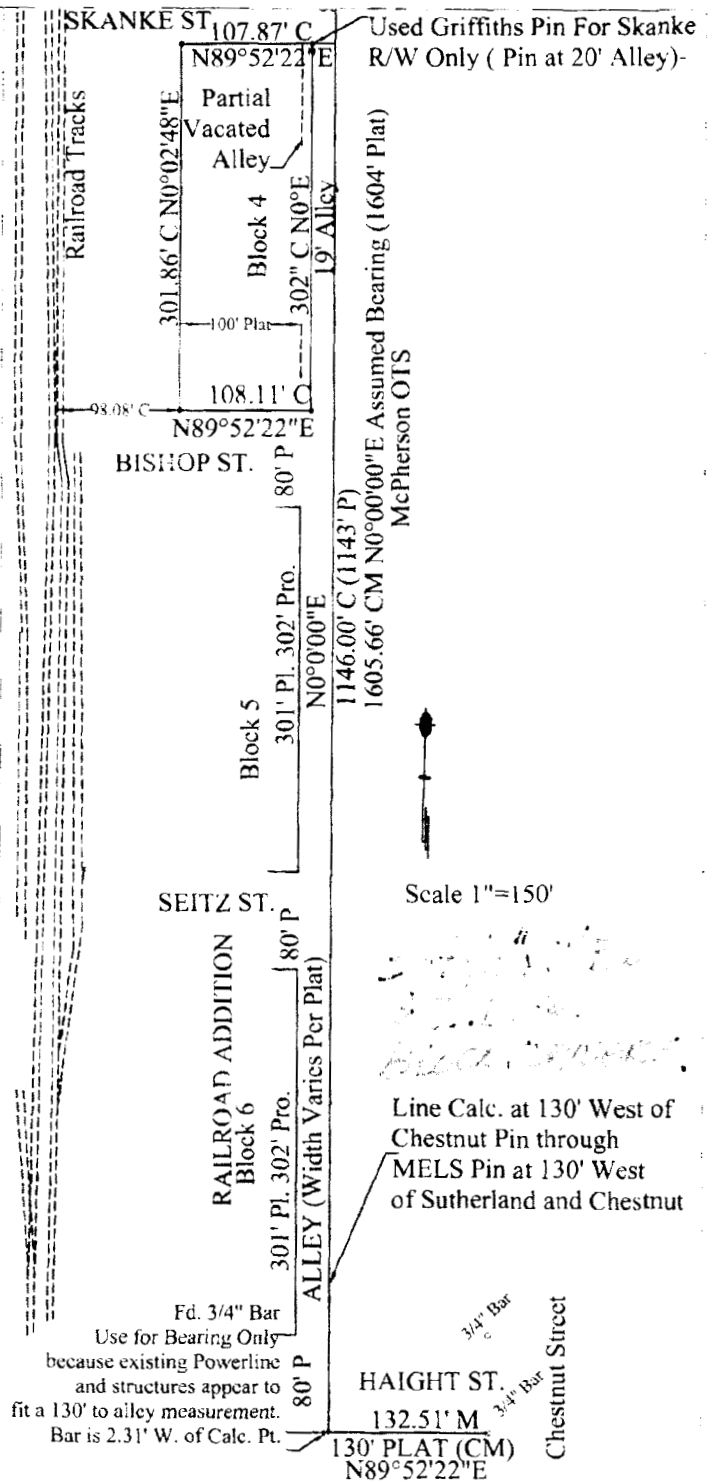 SKANKE ST.
107.87' C
N89°52'22"E
Used Griffiths Pin For Skanke
R/W Only ( Pin at 20' Alley)-
Railroad Tracks
301.86' C N0°02'48"E
Partial
Vacated
Alley
Block 4
302" C N0°E
19' Alley
100' Plat
98.08' C
108.11' C
N89°52'22"E
BISHOP ST.
80' P
1605.66' CM N0°00'00"E Assumed Bearing (1604' Plat)
McPherson OTS
1146.00' C (1143' P)
N0°0'00"E
301' Pl. 302' Pro.
Block 5
Scale 1"=150'
SEITZ ST.
80' P
RAILROAD ADDITION
Block 6
301' Pl. 302' Pro.
ALLEY (Width Varies Per Plat)
Line Calc. at 130' West of
Chestnut Pin through
MELS Pin at 130' West
of Sutherland and Chestnut
Fd. 3/4" Bar
Use for Bearing Only
because existing Powerline
and structures appear to
fit a 130' to alley measurement.
Bar is 2.31' W. of Calc. Pt.
80' P
HAIGHT ST.
3/4" Bar
3/4" Bar
Chestnut Street
132.51' M
130' PLAT (CM)
N89°52'22"E